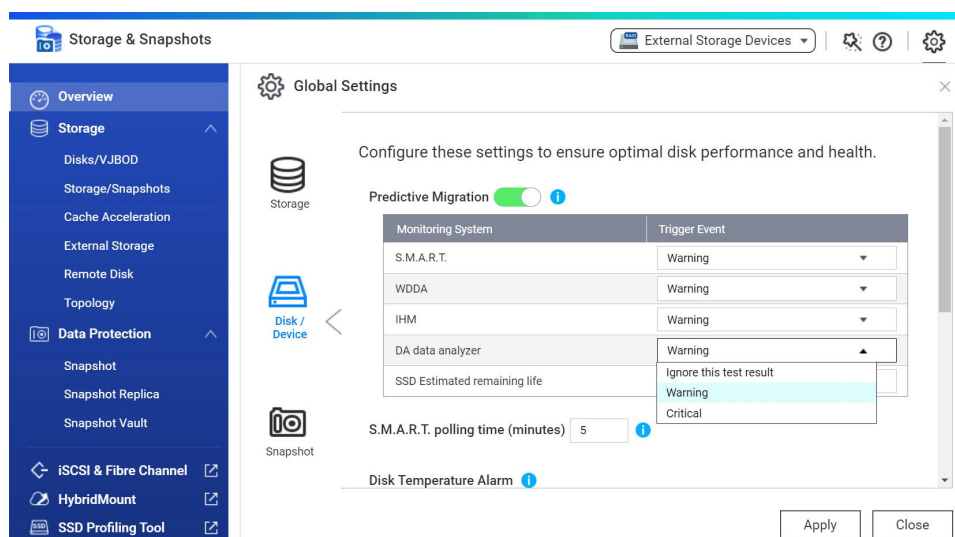 Storage & Snapshots
RAID
External Storage Devices
Global Settings
Overview
Storage
Disks/VJBOD
Storage/Snapshots
Cache Acceleration
External Storage
Remote Disk
Topology
Data Protection
Snapshot
Snapshot Replica
Snapshot Vault
iSCSI & Fibre Channel
HybridMount
SSD
SSD Profiling Tool
Storage
Disk /
Device
Snapshot
Configure these settings to ensure optimal disk performance and health.
Predictive Migration
Monitoring System Trigger Event
S.M.A.R.T. Warning
WDDA Warning
IHM Warning
DA data analyzer Warning
Ignore this test result
SSD Estimated remaining life
Warning
Critical
S.M.A.R.T. polling time (minutes) 5
Disk Temperature Alarm
Apply Close